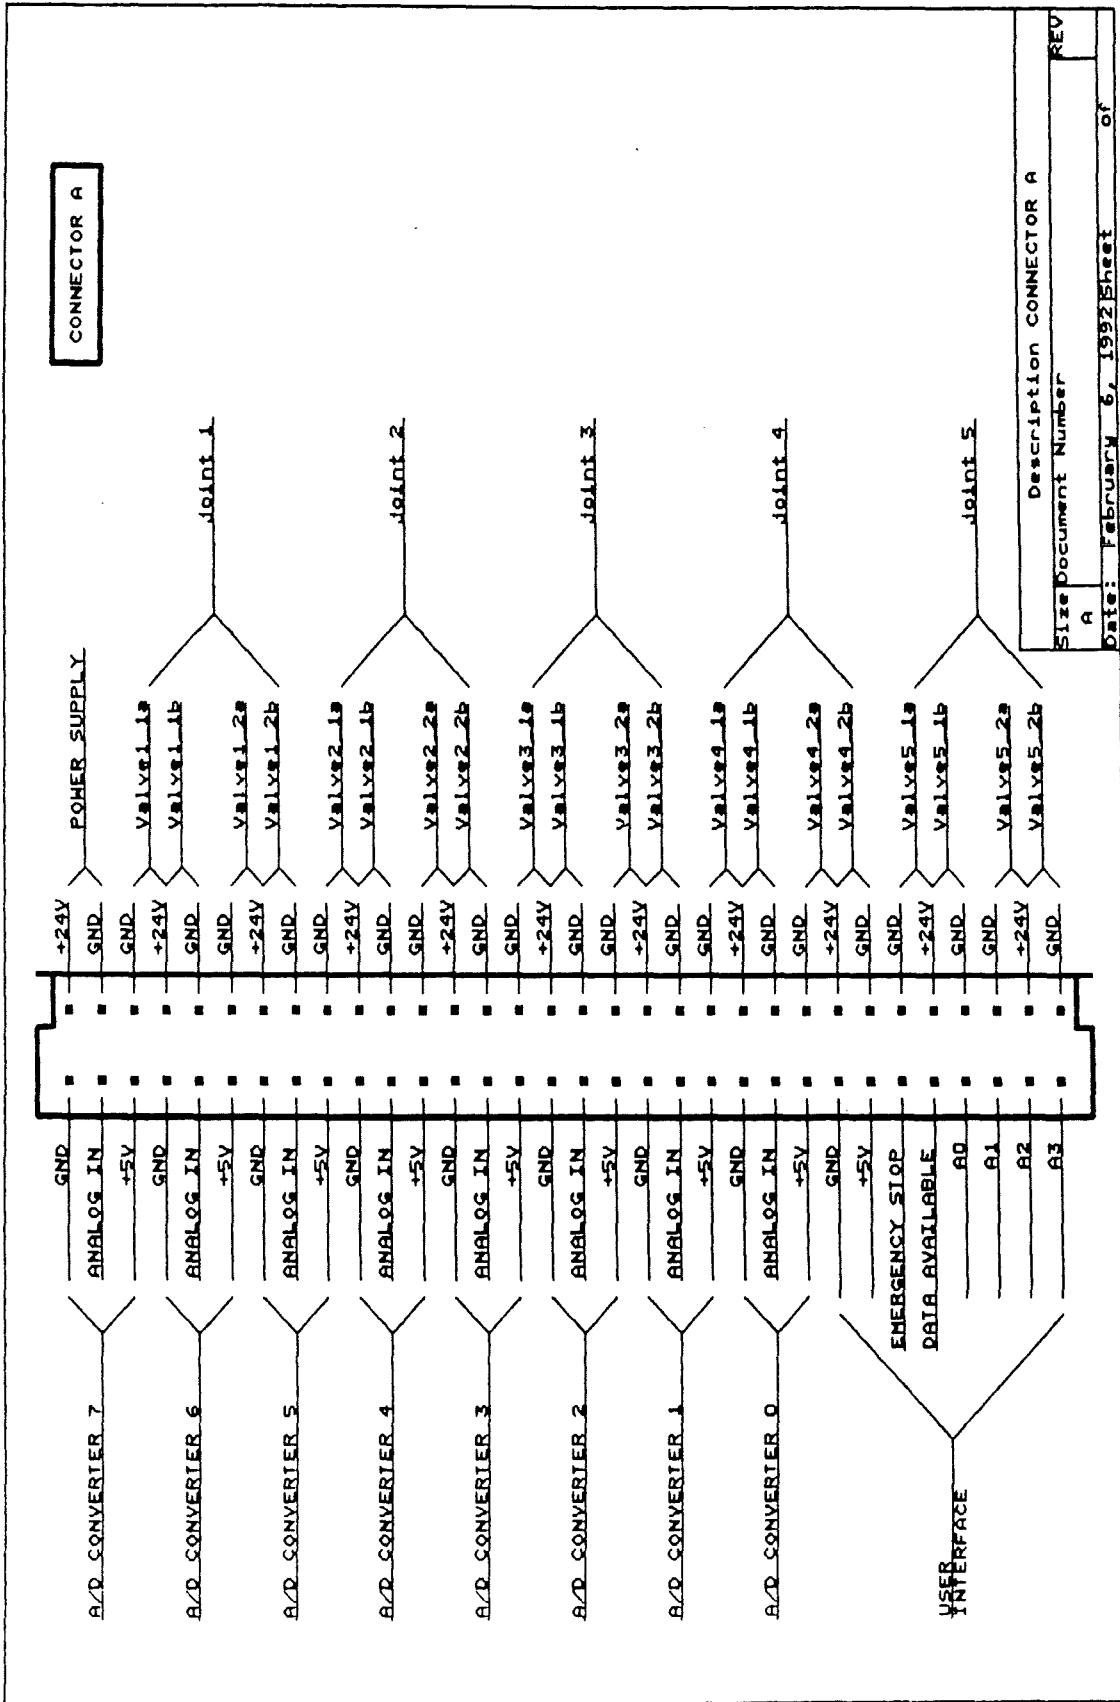 CONNECTOR A
A/D CONVERTER 7
A/D CONVERTER 6
A/D CONVERTER 5
A/D CONVERTER 4
A/D CONVERTER 3
A/D CONVERTER 2
A/D CONVERTER 1
A/D CONVERTER 0
USER
INTERFACE
GND
ANALOG IN
+5V
GND
ANALOG IN
+5V
GND
ANALOG IN
+5V
GND
ANALOG IN
+5V
GND
ANALOG IN
+5V
GND
ANALOG IN
+5V
GND
ANALOG IN
+5V
GND
ANALOG IN
+5V
GND
+5V
EMERGENCY STOP
DATA AVAILABLE
A0
A1
A2
A3
+24V
GND
GND
+24V
GND
GND
+24V
GND
GND
+24V
GND
GND
+24V
GND
GND
+24V
GND
GND
+24V
GND
GND
+24V
GND
GND
+24V
GND
GND
+24V
GND
GND
+24V
GND
POWER SUPPLY
Valve1_1a
Valve1_1b
Valve1_2a
Valve1_2b
Valve2_1a
Valve2_1b
Valve2_2a
Valve2_2b
Valve3_1a
Valve3_1b
Valve3_2a
Valve3_2b
Valve4_1a
Valve4_1b
Valve4_2a
Valve4_2b
Valve5_1a
Valve5_1b
Valve5_2a
Valve5_2b
joint 1
joint 2
joint 3
joint 4
joint 5
Description CONNECTOR A
Size Document Number REV
A
Date: February 6, 1992 Sheet of